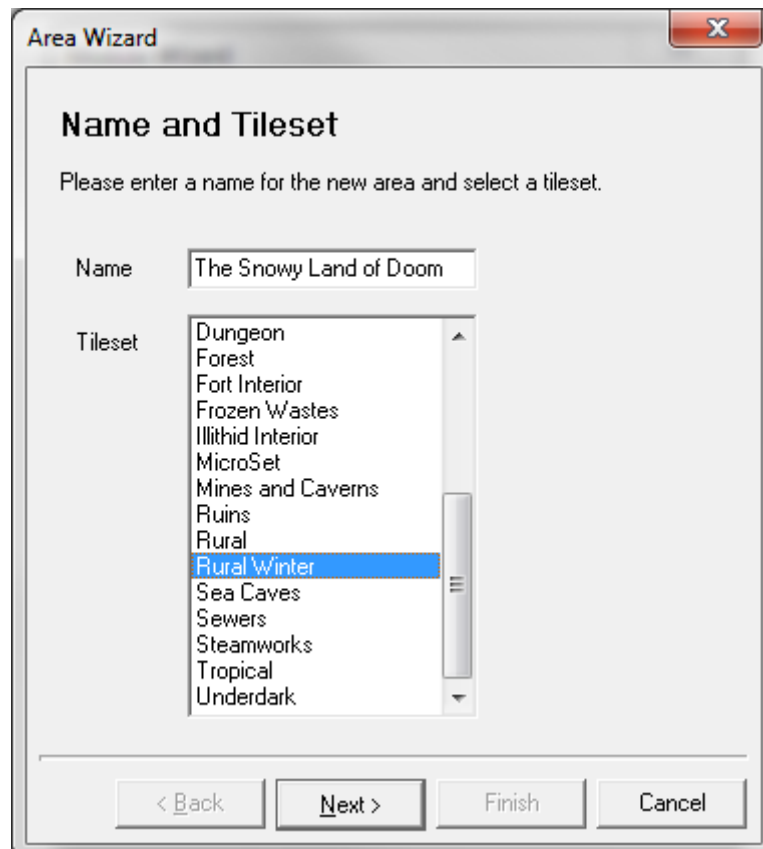 Area Wizard
Name and Tileset
Please enter a name for the new area and select a tileset.
Name The Snowy Land of Doom
Tileset
Dungeon
Forest
Fort Interior
Frozen Wastes
Illithid Interior
MicroSet
Mines and Caverns
Ruins
Rural
Rural Winter
Sea Caves
Sewers
Steamworks
Tropical
Underdark
< Back Next > Finish Cancel